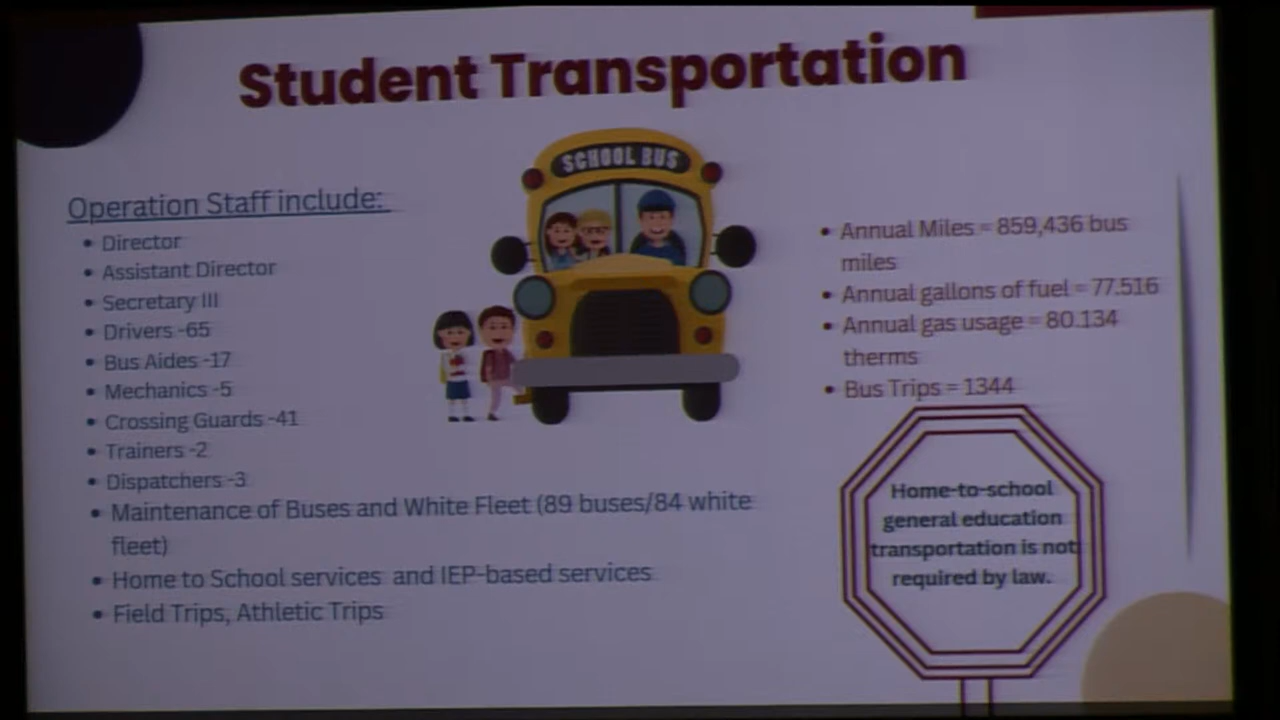 Student Transportation
SCHOOL BUS
Operation Staff include:
• Director
• Assistant Director
• Secretary III
• Drivers -65
• Bus Aides -17
• Mechanics -5
• Crossing Guards -41
• Trainers -2
• Dispatchers -3
• Maintenance of Buses and White Fleet (89 buses/84 white
fleet)
• Home to School services and IEP-based services
• Field Trips, Athletic Trips
• Annual Miles = 859,436 bus
miles
• Annual gallons of fuel = 77.516
• Annual gas usage = 80.134
therms
• Bus Trips = 1344
Home-to-school
general education
transportation is not
required by law.